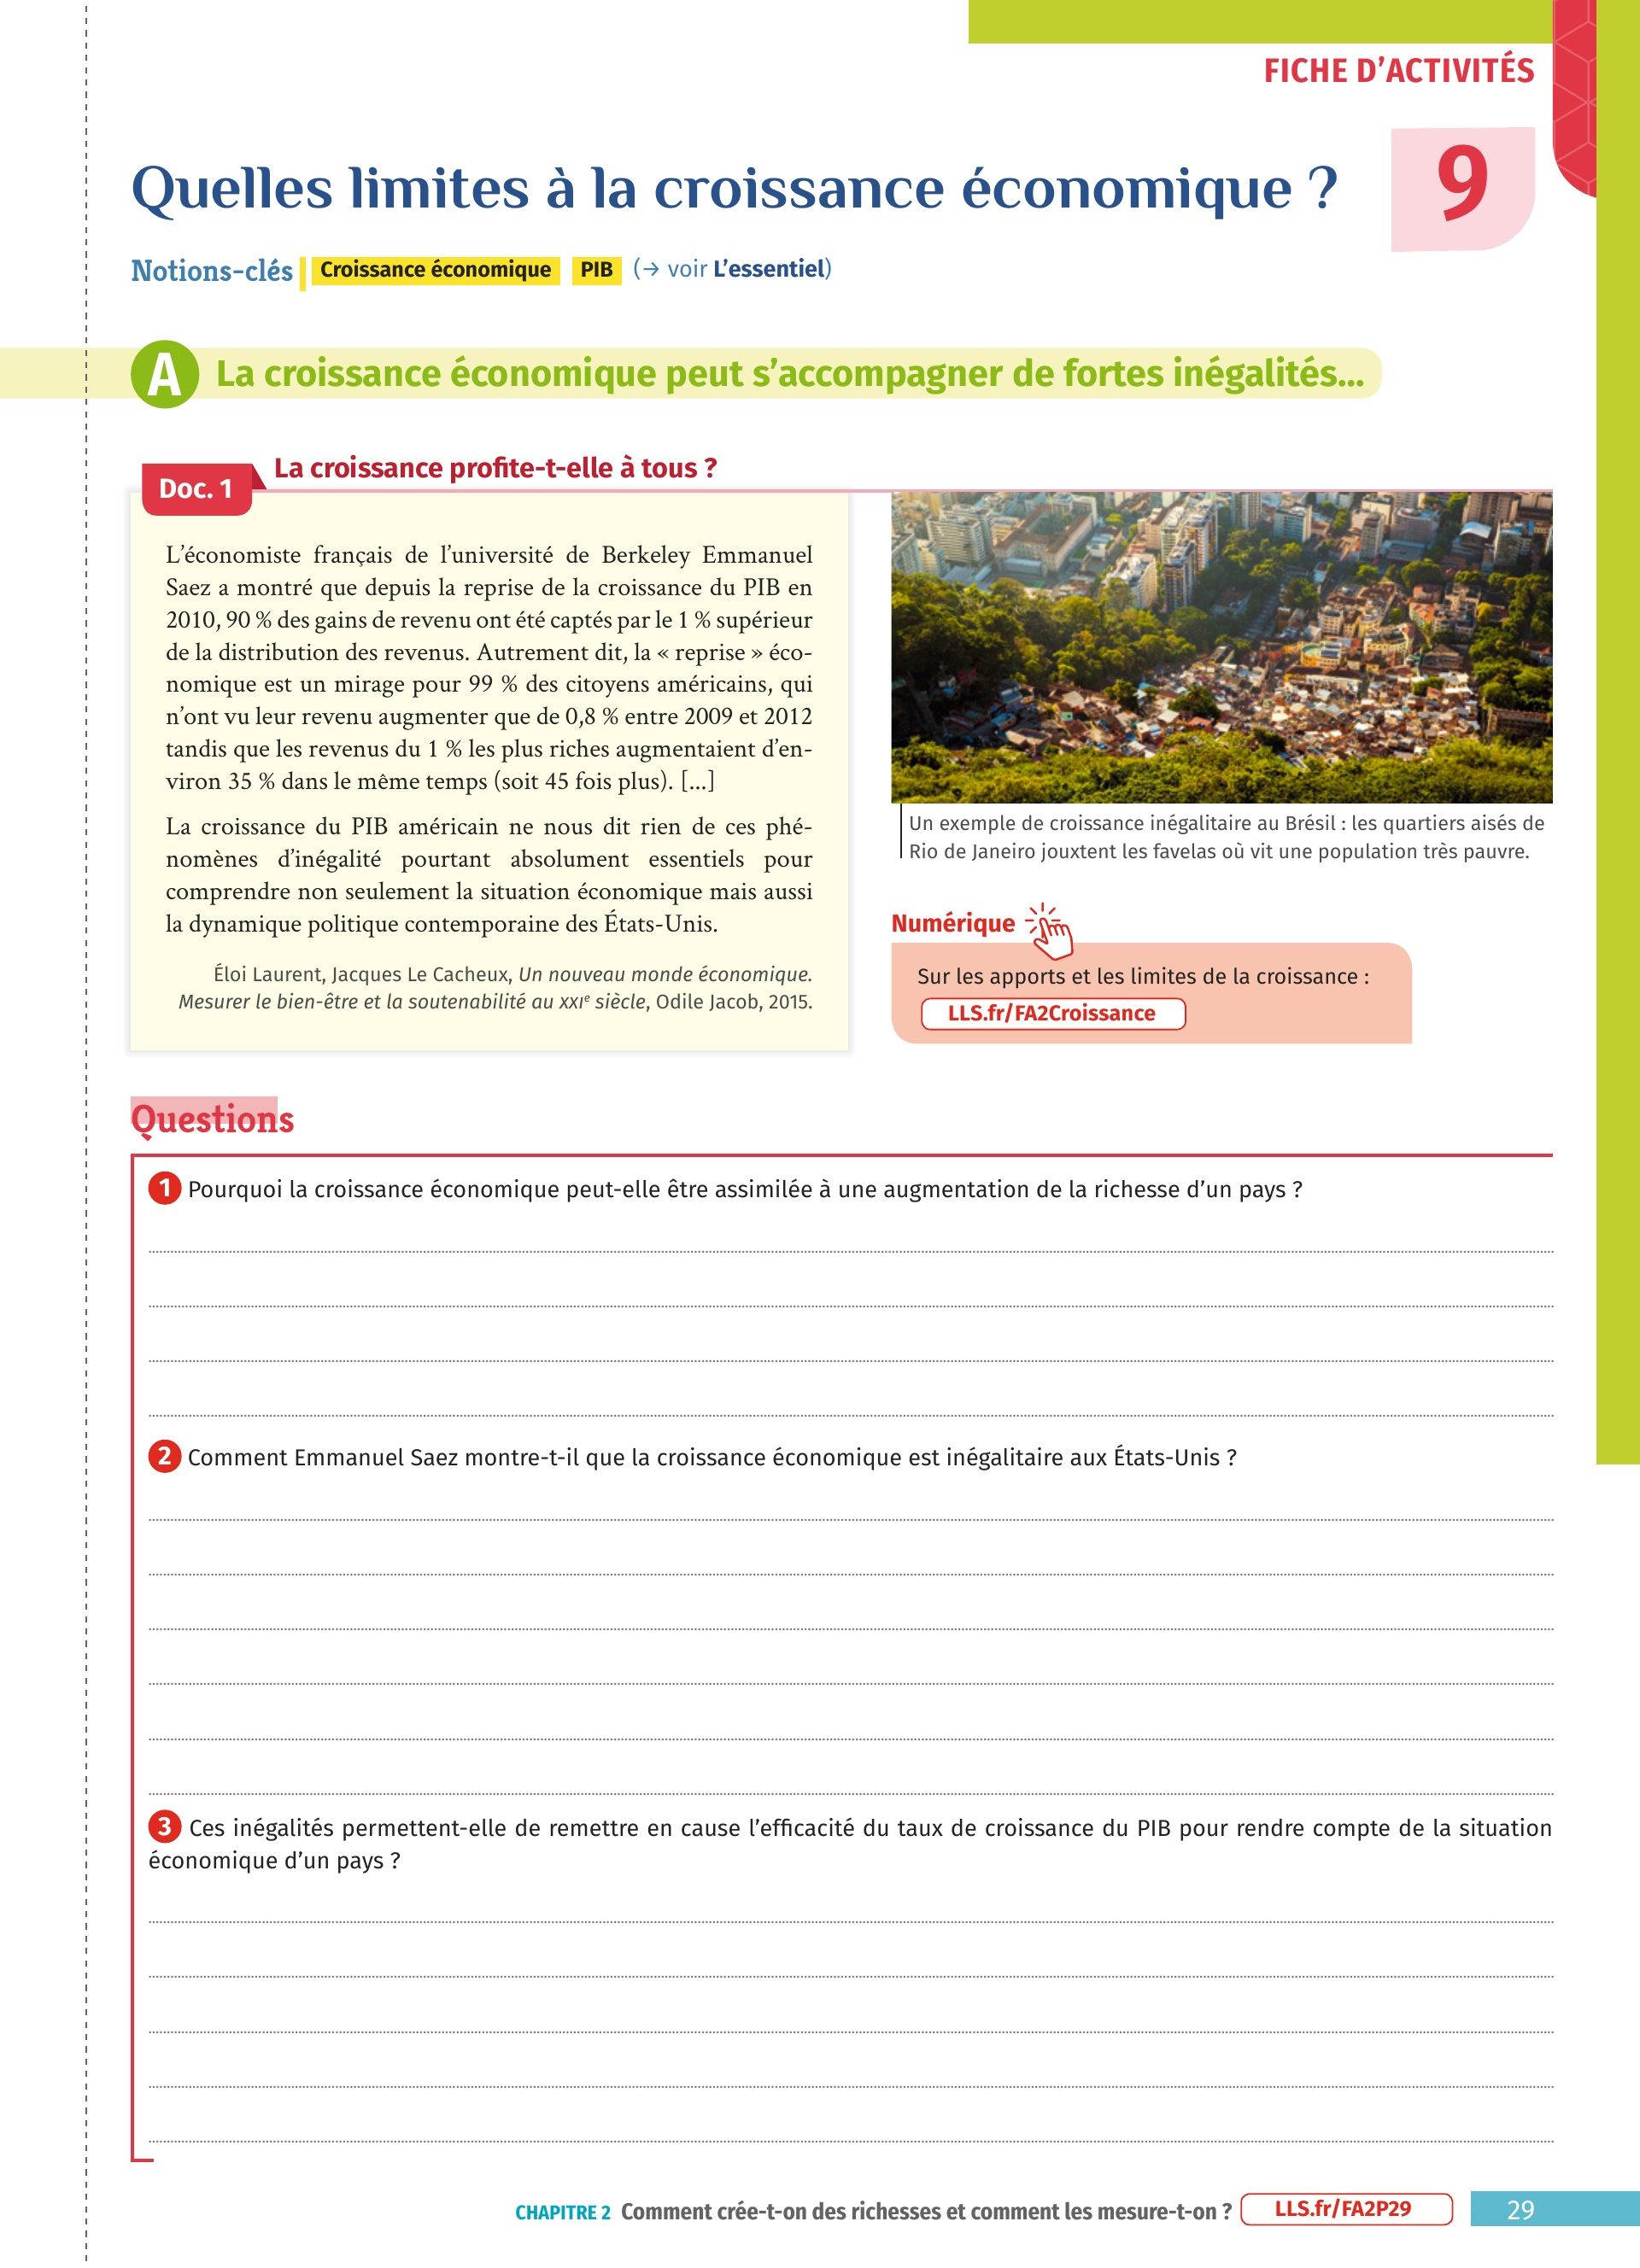 FICHE D'ACTIVITÉS
Quelles limites à la croissance économique ?
9
Notions-clés Croissance économique PIB (→ voir L'essentiel)
A La croissance économique peut s'accompagner de fortes inégalités...
Doc. 1 La croissance profite-t-elle à tous ?
L'économiste français de l'université de Berkeley Emmanuel
Saez a montré que depuis la reprise de la croissance du PIB en
2010, 90 % des gains de revenu ont été captés par le 1 % supérieur
de la distribution des revenus. Autrement dit, la « reprise » éco-
nomique est un mirage pour 99 % des citoyens américains, qui
n'ont vu leur revenu augmenter que de 0,8 % entre 2009 et 2012
tandis que les revenus du 1 % les plus riches augmentaient d'en-
viron 35 % dans le même temps (soit 45 fois plus). [...]
La croissance du PIB américain ne nous dit rien de ces phé-
nomènes d'inégalité pourtant absolument essentiels pour
comprendre non seulement la situation économique mais aussi
la dynamique politique contemporaine des États-Unis.
Éloi Laurent, Jacques Le Cacheux, Un nouveau monde économique.
Mesurer le bien-être et la soutenabilité au XXIe siècle, Odile Jacob, 2015.
Un exemple de croissance inégalitaire au Brésil : les quartiers aisés de
Rio de Janeiro jouxtent les favelas où vit une population très pauvre.
Numérique
Sur les apports et les limites de la croissance :
LLS.fr/FA2Croissance
Questions
1 Pourquoi la croissance économique peut-elle être assimilée à une augmentation de la richesse d'un pays ?
2 Comment Emmanuel Saez montre-t-il que la croissance économique est inégalitaire aux États-Unis ?
3 Ces inégalités permettent-elle de remettre en cause l'efficacité du taux de croissance du PIB pour rendre compte de la situation
économique d'un pays ?
CHAPITRE 2 Comment crée-t-on des richesses et comment les mesure-t-on ? LLS.fr/FA2P29 29